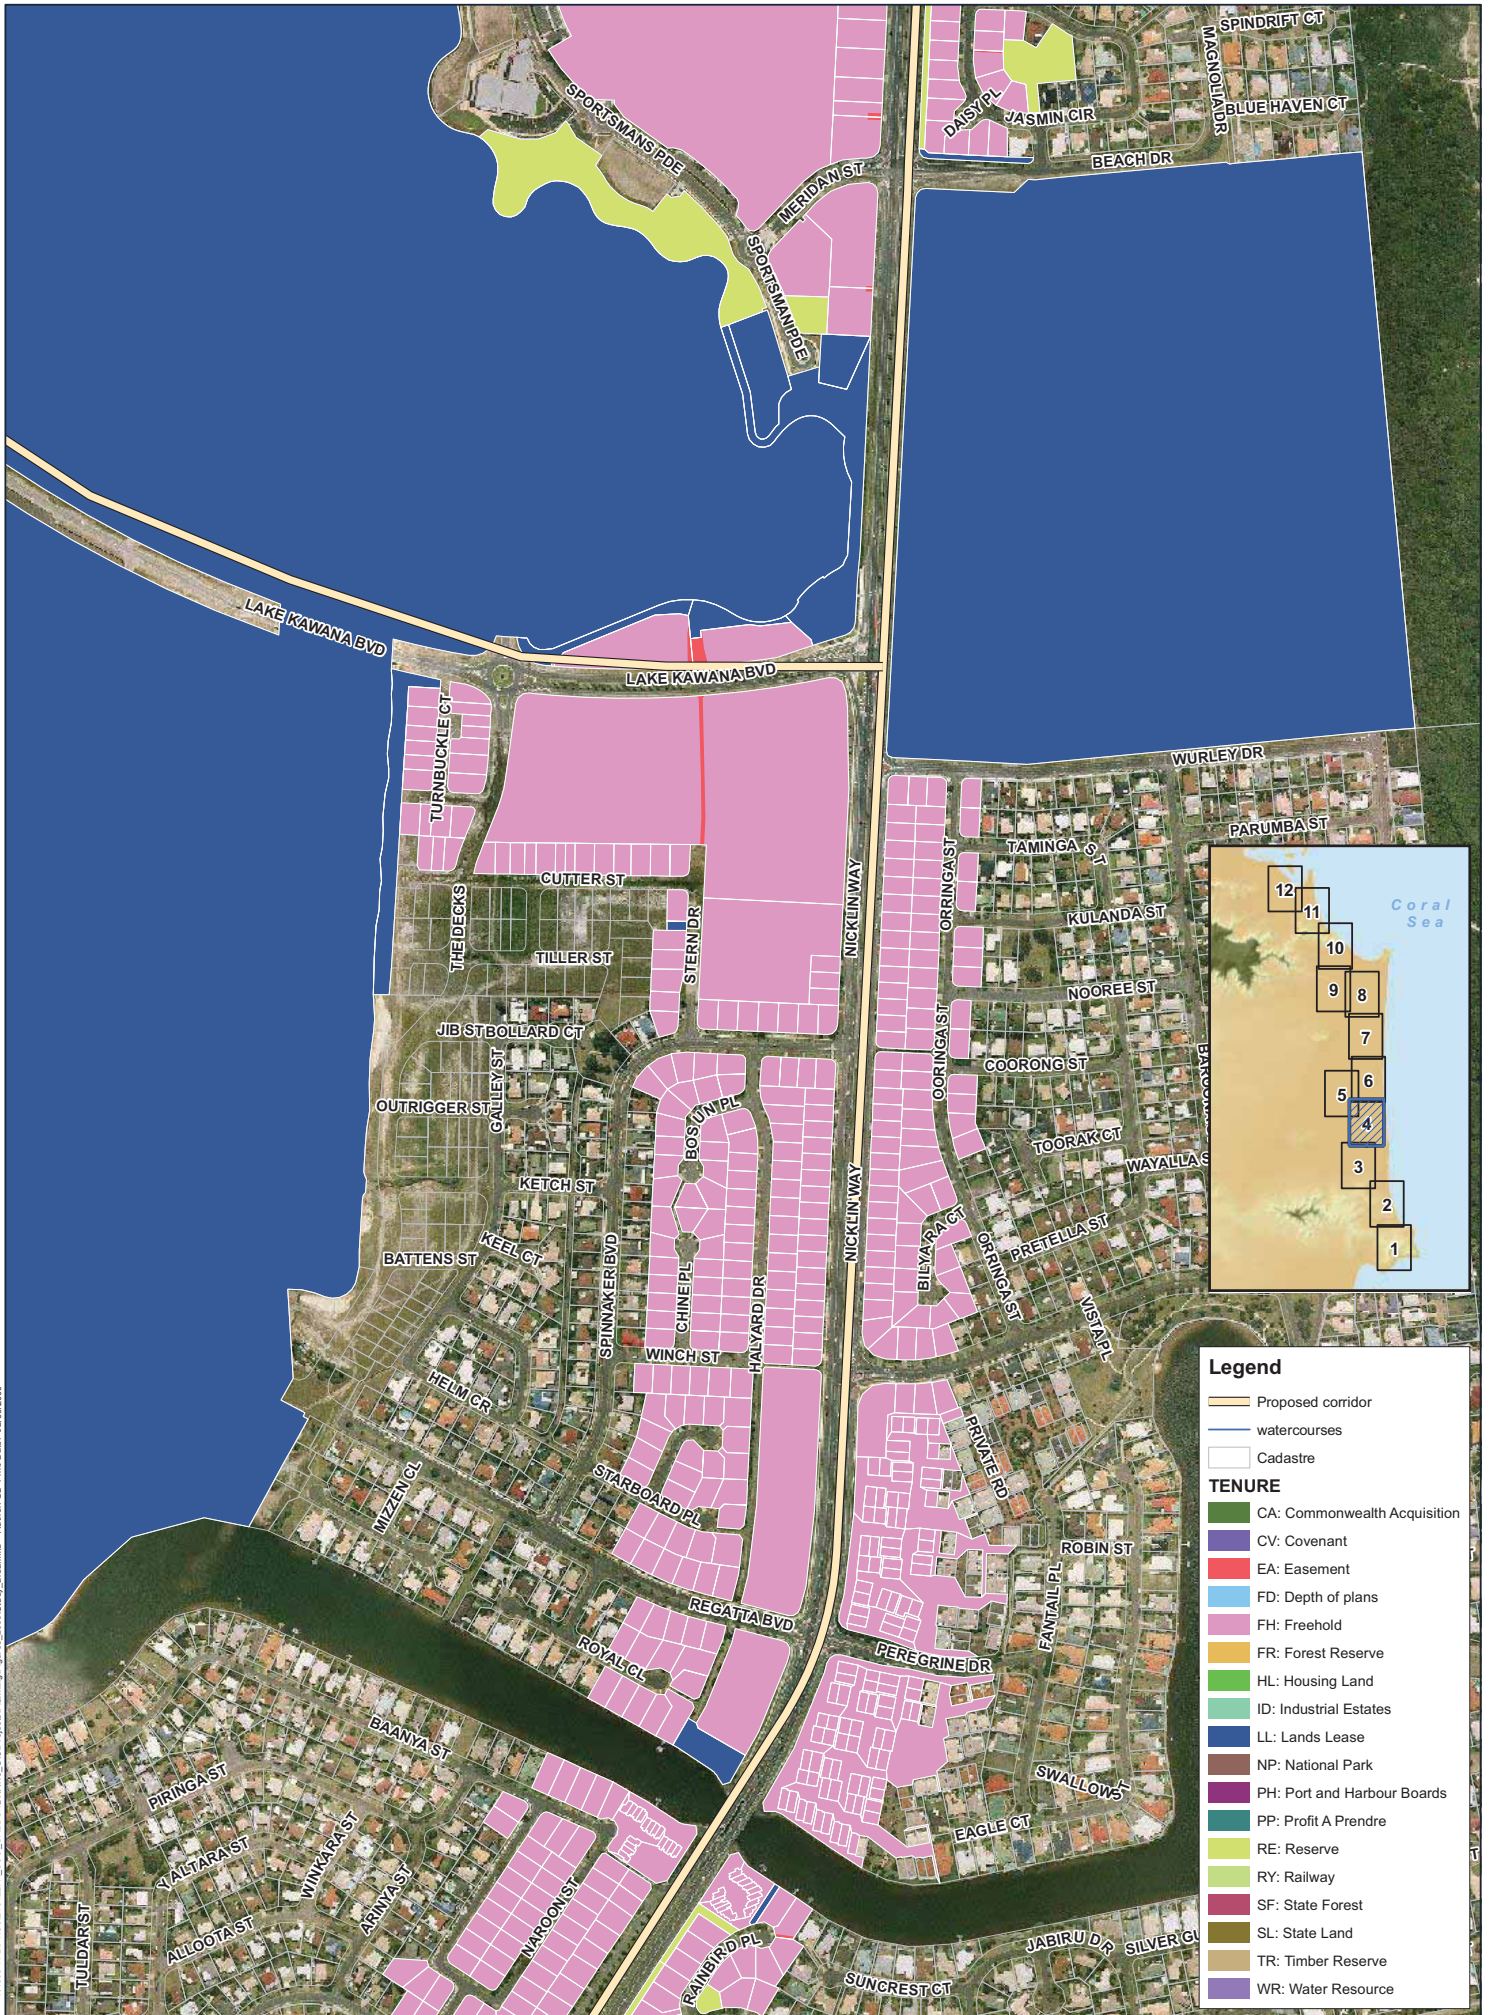 SPINDRIFT CT
MAGNOLIA DR
BLUE HAVEN CT
SPORTSMANS PDE
DAISY PL
JASMIN CIR
BEACH DR
MERIDAN ST
SPORTSMAN PDE
LAKE KAWANA BVD
LAKE KAWANA BVD
TURNBUCKLE CT
WURLEY DR
PARUMBA ST
TAMINGA ST
CUTTER ST
NICKLIN WAY
ORRINGA ST
KULANDA ST
THE DECKS
TILLER ST
STERN DR
NOOREE ST
JIB ST
BOLLARD CT
GALLEY ST
OORINGA ST
COORONG ST
OUTRIGGER ST
BOSUN PL
TOORAK CT
WAYALLA S
KETCH ST
NICKLIN WAY
BILYARA CT
PRETELLA ST
ORRINGA ST
BATTENS ST
KEEL CT
SPINNAKER BVD
CHINE PL
HALYARD DR
VISTA PL
WINCH ST
HELM CR
PRIVATE RD
MIZZEN CL
STARBOARD PL
ROBIN ST
FANTAIL PL
REGATTA BVD
PEREGRINE DR
ROYAL CL
BAANYA ST
PIRINGA ST
SWALLOW ST
EAGLE CT
YALTARA ST
WINKARA ST
ARINYA ST
ALLOOTA ST
TULDAR ST
NAROON ST
RAINBIRD PL
JABIRU DR
SILVER GU
SUNCREST CT
Coral
Sea
12
11
10
9
8
7
6
5
4
3
2
1
Legend
Proposed corridor
watercourses
Cadastre
TENURE
CA: Commonwealth Acquisition
CV: Covenant
EA: Easement
FD: Depth of plans
FH: Freehold
FR: Forest Reserve
HL: Housing Land
ID: Industrial Estates
LL: Lands Lease
NP: National Park
PH: Port and Harbour Boards
PP: Profit A Prendre
RE: Reserve
RY: Railway
SF: State Forest
SL: State Land
TR: Timber Reserve
WR: Water Resource